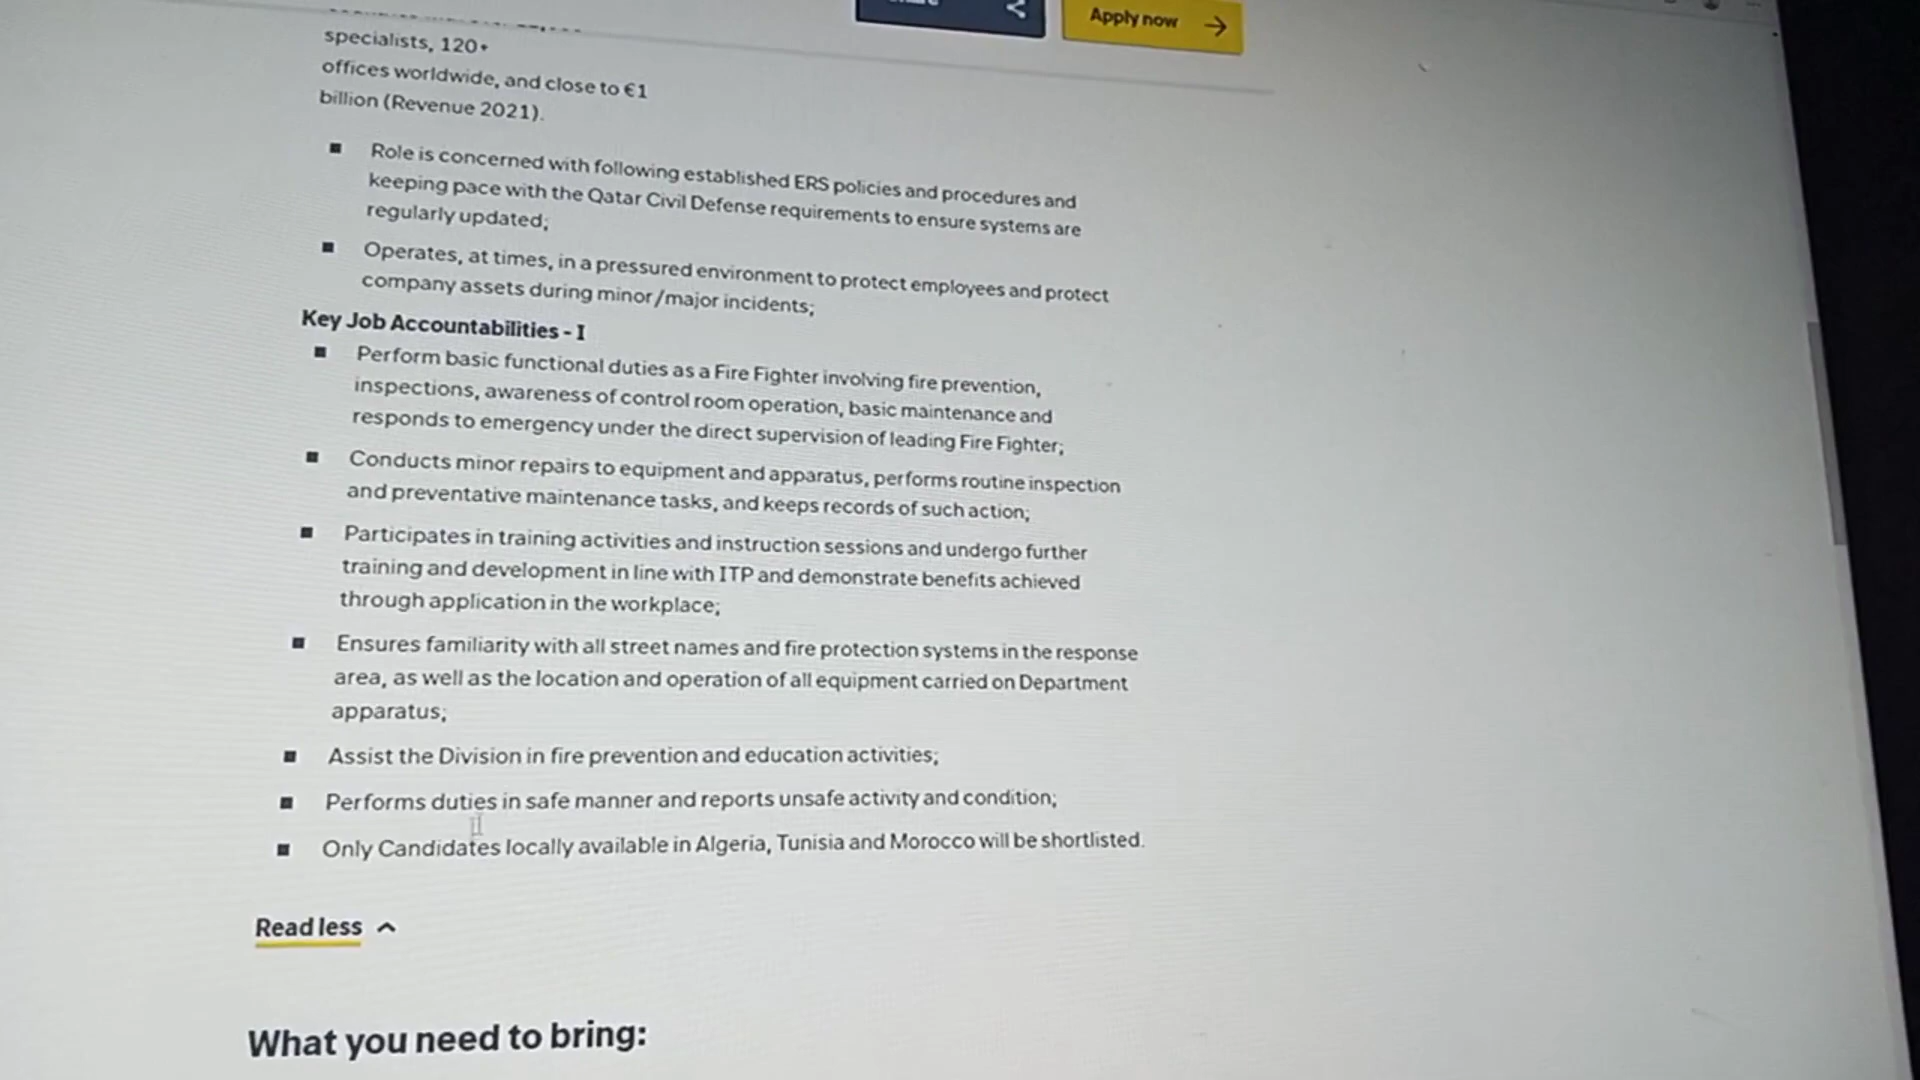 Apply now
specialists, 120+
offices worldwide, and close to €1
billion (Revenue 2021).
Role is concerned with following established ERS policies and procedures and
keeping pace with the Qatar Civil Defense requirements to ensure systems are
regularly updated;
Operates, at times, in a pressured environment to protect employees and protect
company assets during minor/major incidents;
Key Job Accountabilities - I
Perform basic functional duties as a Fire Fighter involving fire prevention,
inspections, awareness of control room operation, basic maintenance and
responds to emergency under the direct supervision of leading Fire Fighter;
Conducts minor repairs to equipment and apparatus, performs routine inspection
and preventative maintenance tasks, and keeps records of such action;
Participates in training activities and instruction sessions and undergo further
training and development in line with ITP and demonstrate benefits achieved
through application in the workplace;
Ensures familiarity with all street names and fire protection systems in the response
area, as well as the location and operation of all equipment carried on Department
apparatus;
Assist the Division in fire prevention and education activities;
Performs duties in safe manner and reports unsafe activity and condition;
Only Candidates locally available in Algeria, Tunisia and Morocco will be shortlisted.
Read less
What you need to bring: